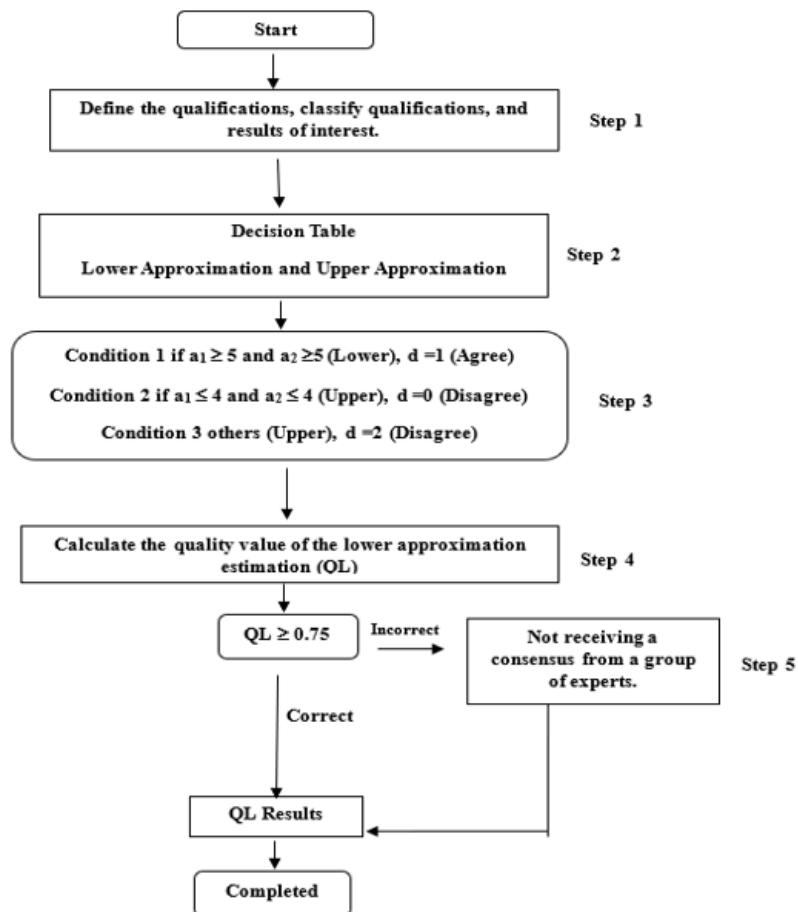 Start
Define the qualifications, classify qualifications, and
results of interest.
Step 1
Decision Table
Lower Approximation and Upper Approximation
Step 2
Condition 1 if a₁ ≥ 5 and a₂ ≥5 (Lower), d =1 (Agree)
Condition 2 if a₁ ≤ 4 and a₂ ≤ 4 (Upper), d =0 (Disagree)
Condition 3 others (Upper), d =2 (Disagree)
Step 3
Calculate the quality value of the lower approximation
estimation (QL)
Step 4
QL ≥ 0.75
Incorrect
Not receiving a
consensus from a group
of experts.
Step 5
Correct
QL Results
Completed